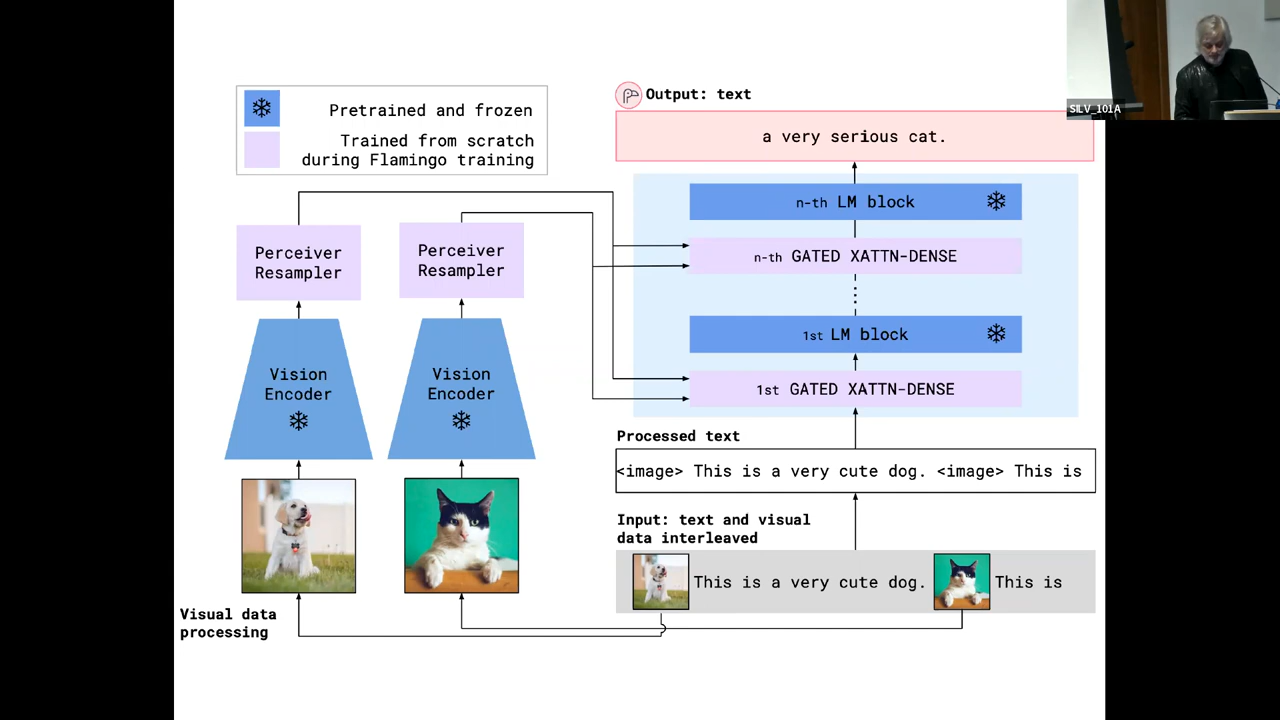 Pretrained and frozen
Trained from scratch
during Flamingo training
Perceiver
Resampler
Perceiver
Resampler
Vision
Encoder
Vision
Encoder
Visual data
processing
Output: text
a very serious cat.
n-th LM block
n-th GATED XATTN-DENSE
1st LM block
1st GATED XATTN-DENSE
Processed text
<image> This is a very cute dog. <image> This is
Input: text and visual
data interleaved
This is a very cute dog.
This is
SILV_101A